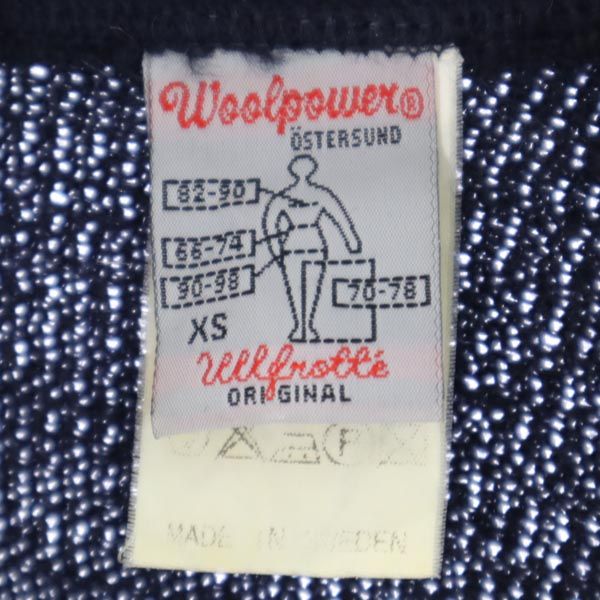 Woolpower®
ÖSTERSUND
82-90
66-74
90-98
70-78
XS
Ullfrotté
ORIGINAL
P
MADE IN SWEDEN